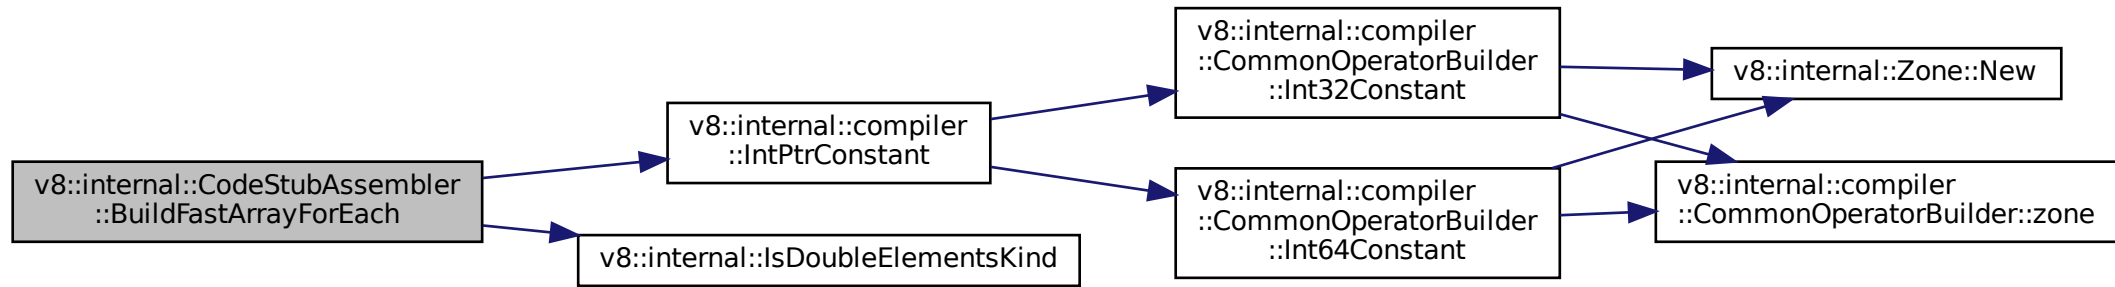 v8::internal::CodeStubAssembler
::BuildFastArrayForEach
v8::internal::compiler
::IntPtrConstant
v8::internal::IsDoubleElementsKind
v8::internal::compiler
::CommonOperatorBuilder
::Int32Constant
v8::internal::compiler
::CommonOperatorBuilder
::Int64Constant
v8::internal::Zone::New
v8::internal::compiler
::CommonOperatorBuilder::zone